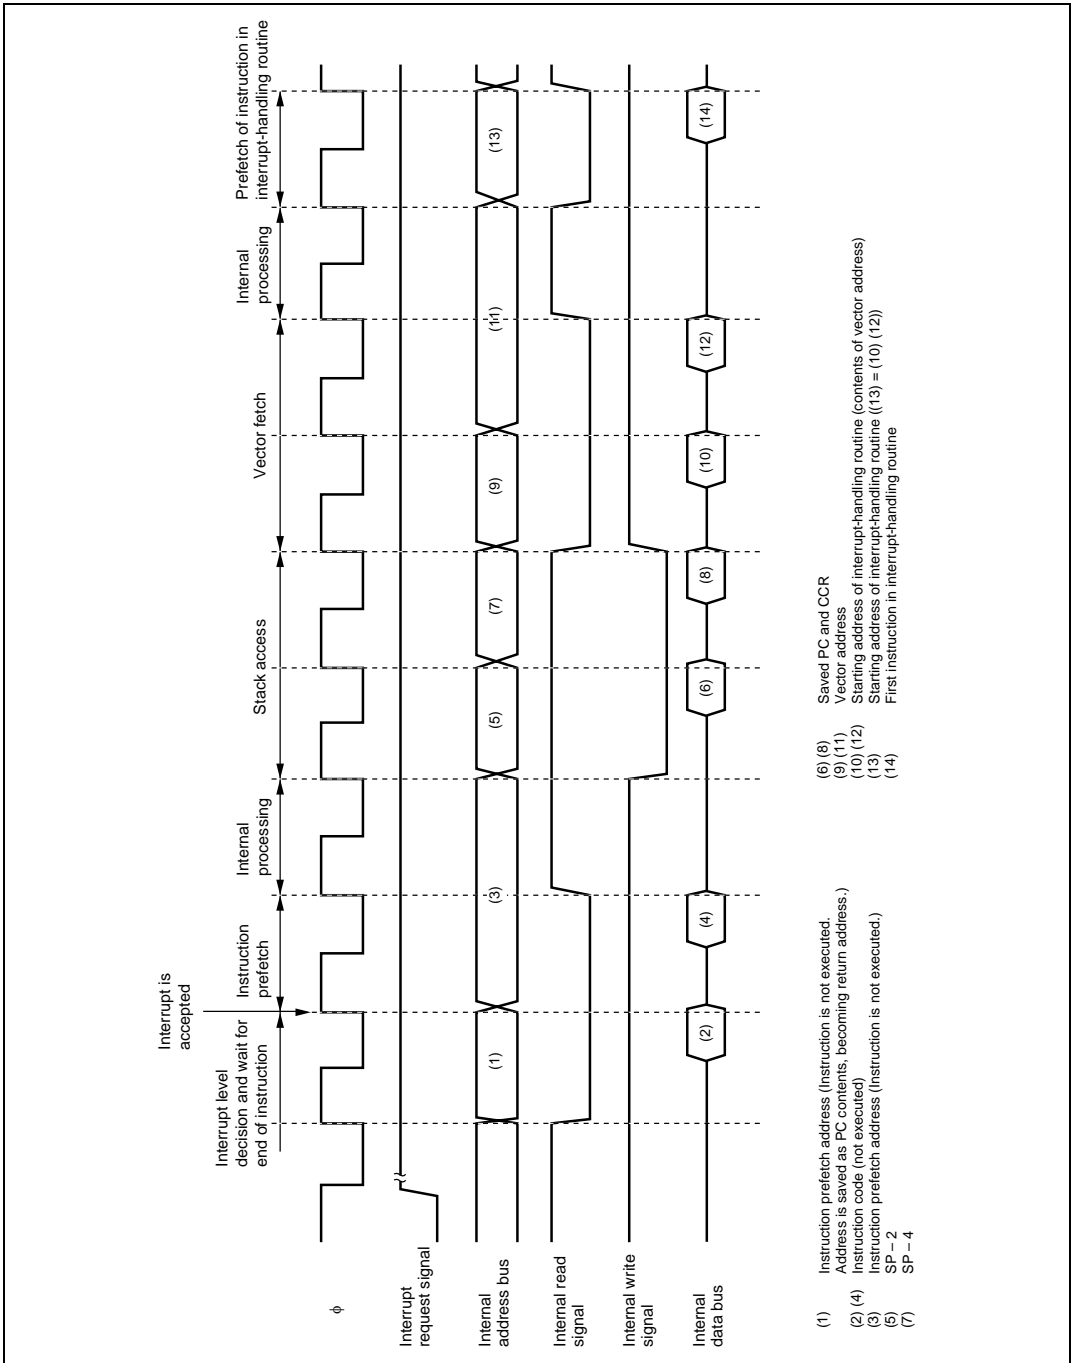 Interrupt is
accepted
Interrupt level
decision and wait for
end of instruction
Instruction
prefetch
Internal
processing
Stack access
Vector fetch
Internal
processing
Prefetch of instruction in
interrupt-handling routine
φ
Interrupt
request signal
Internal
address bus
(1)
(3)
(5)
(7)
(9)
(11)
(13)
Internal read
signal
Internal write
signal
Internal
data bus
(2)
(4)
(6)
(8)
(10)
(12)
(14)
(1) Instruction prefetch address (Instruction is not executed.
Address is saved as PC contents, becoming return address.)
(2) (4) Instruction code (not executed)
(3) Instruction prefetch address (Instruction is not executed.)
(5) SP – 2
(7) SP – 4
(6) (8) Saved PC and CCR
(9) (11) Vector address
(10) (12) Starting address of interrupt-handling routine (contents of vector address)
(13) Starting address of interrupt-handling routine ((13) = (10) (12))
(14) First instruction in interrupt-handling routine